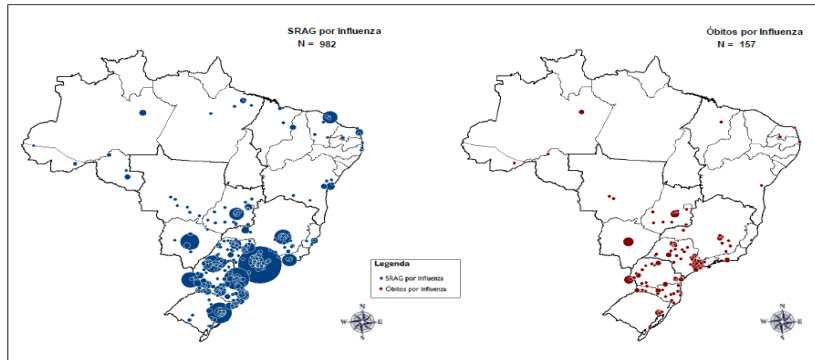 SRAG por Influenza
N = 982
Óbitos por Influenza
N = 157
Legenda
SRAG por Influenza
Óbitos por Influenza
N
W
E
S
N
W
E
S